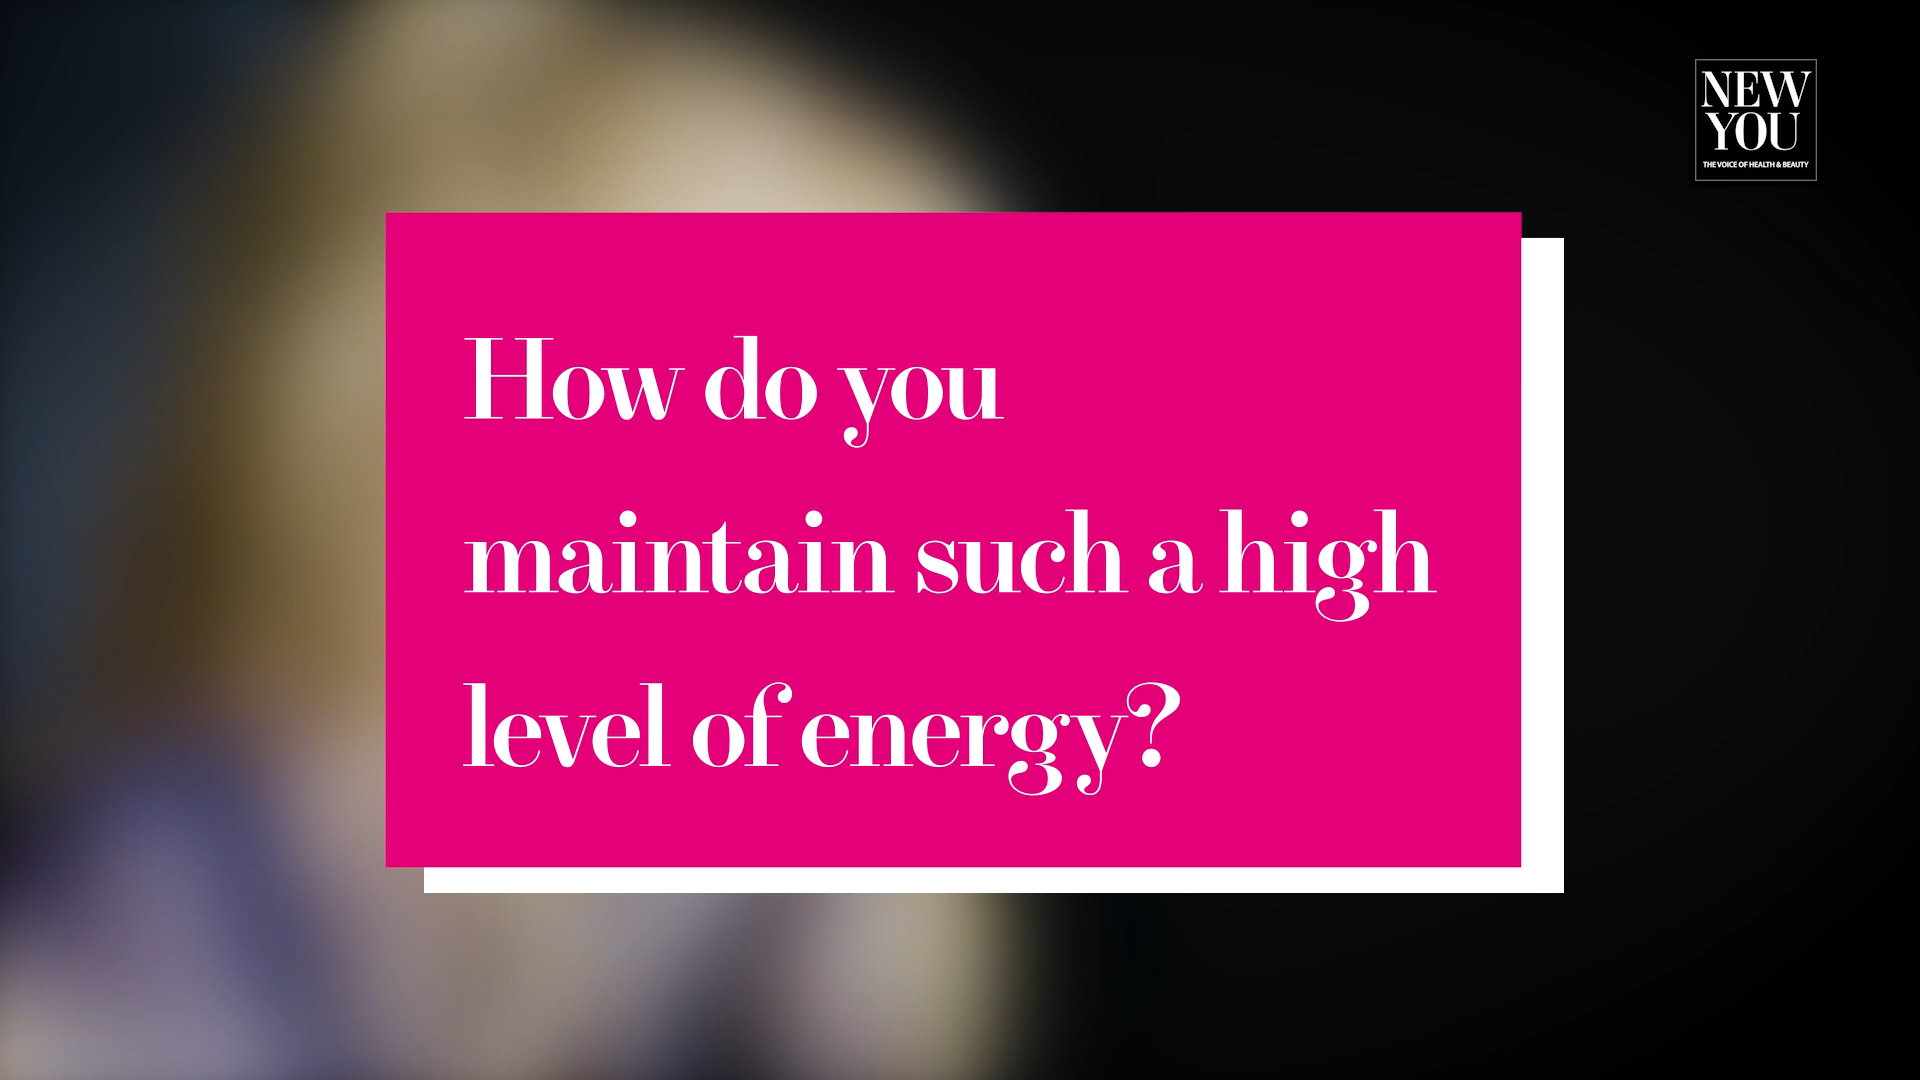 NEW
YOU
THE VOICE OF HEALTH & BEAUTY
How do you
maintain such a high
level of energy?